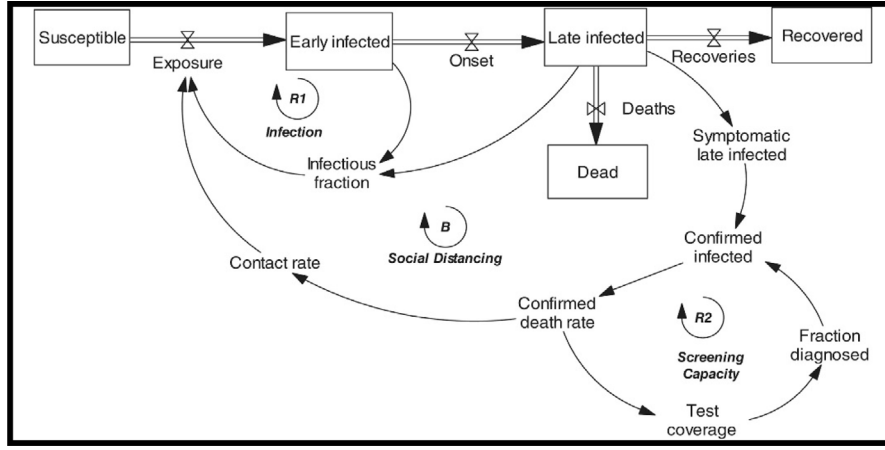 Susceptible
Early infected
Late infected
Recovered
Exposure
Onset
Recoveries
R1
Infection
Deaths
Symptomatic
late infected
Infectious
fraction
Dead
B
Social Distancing
Confirmed
infected
Contact rate
Confirmed
death rate
R2
Screening
Capacity
Fraction
diagnosed
Test
coverage